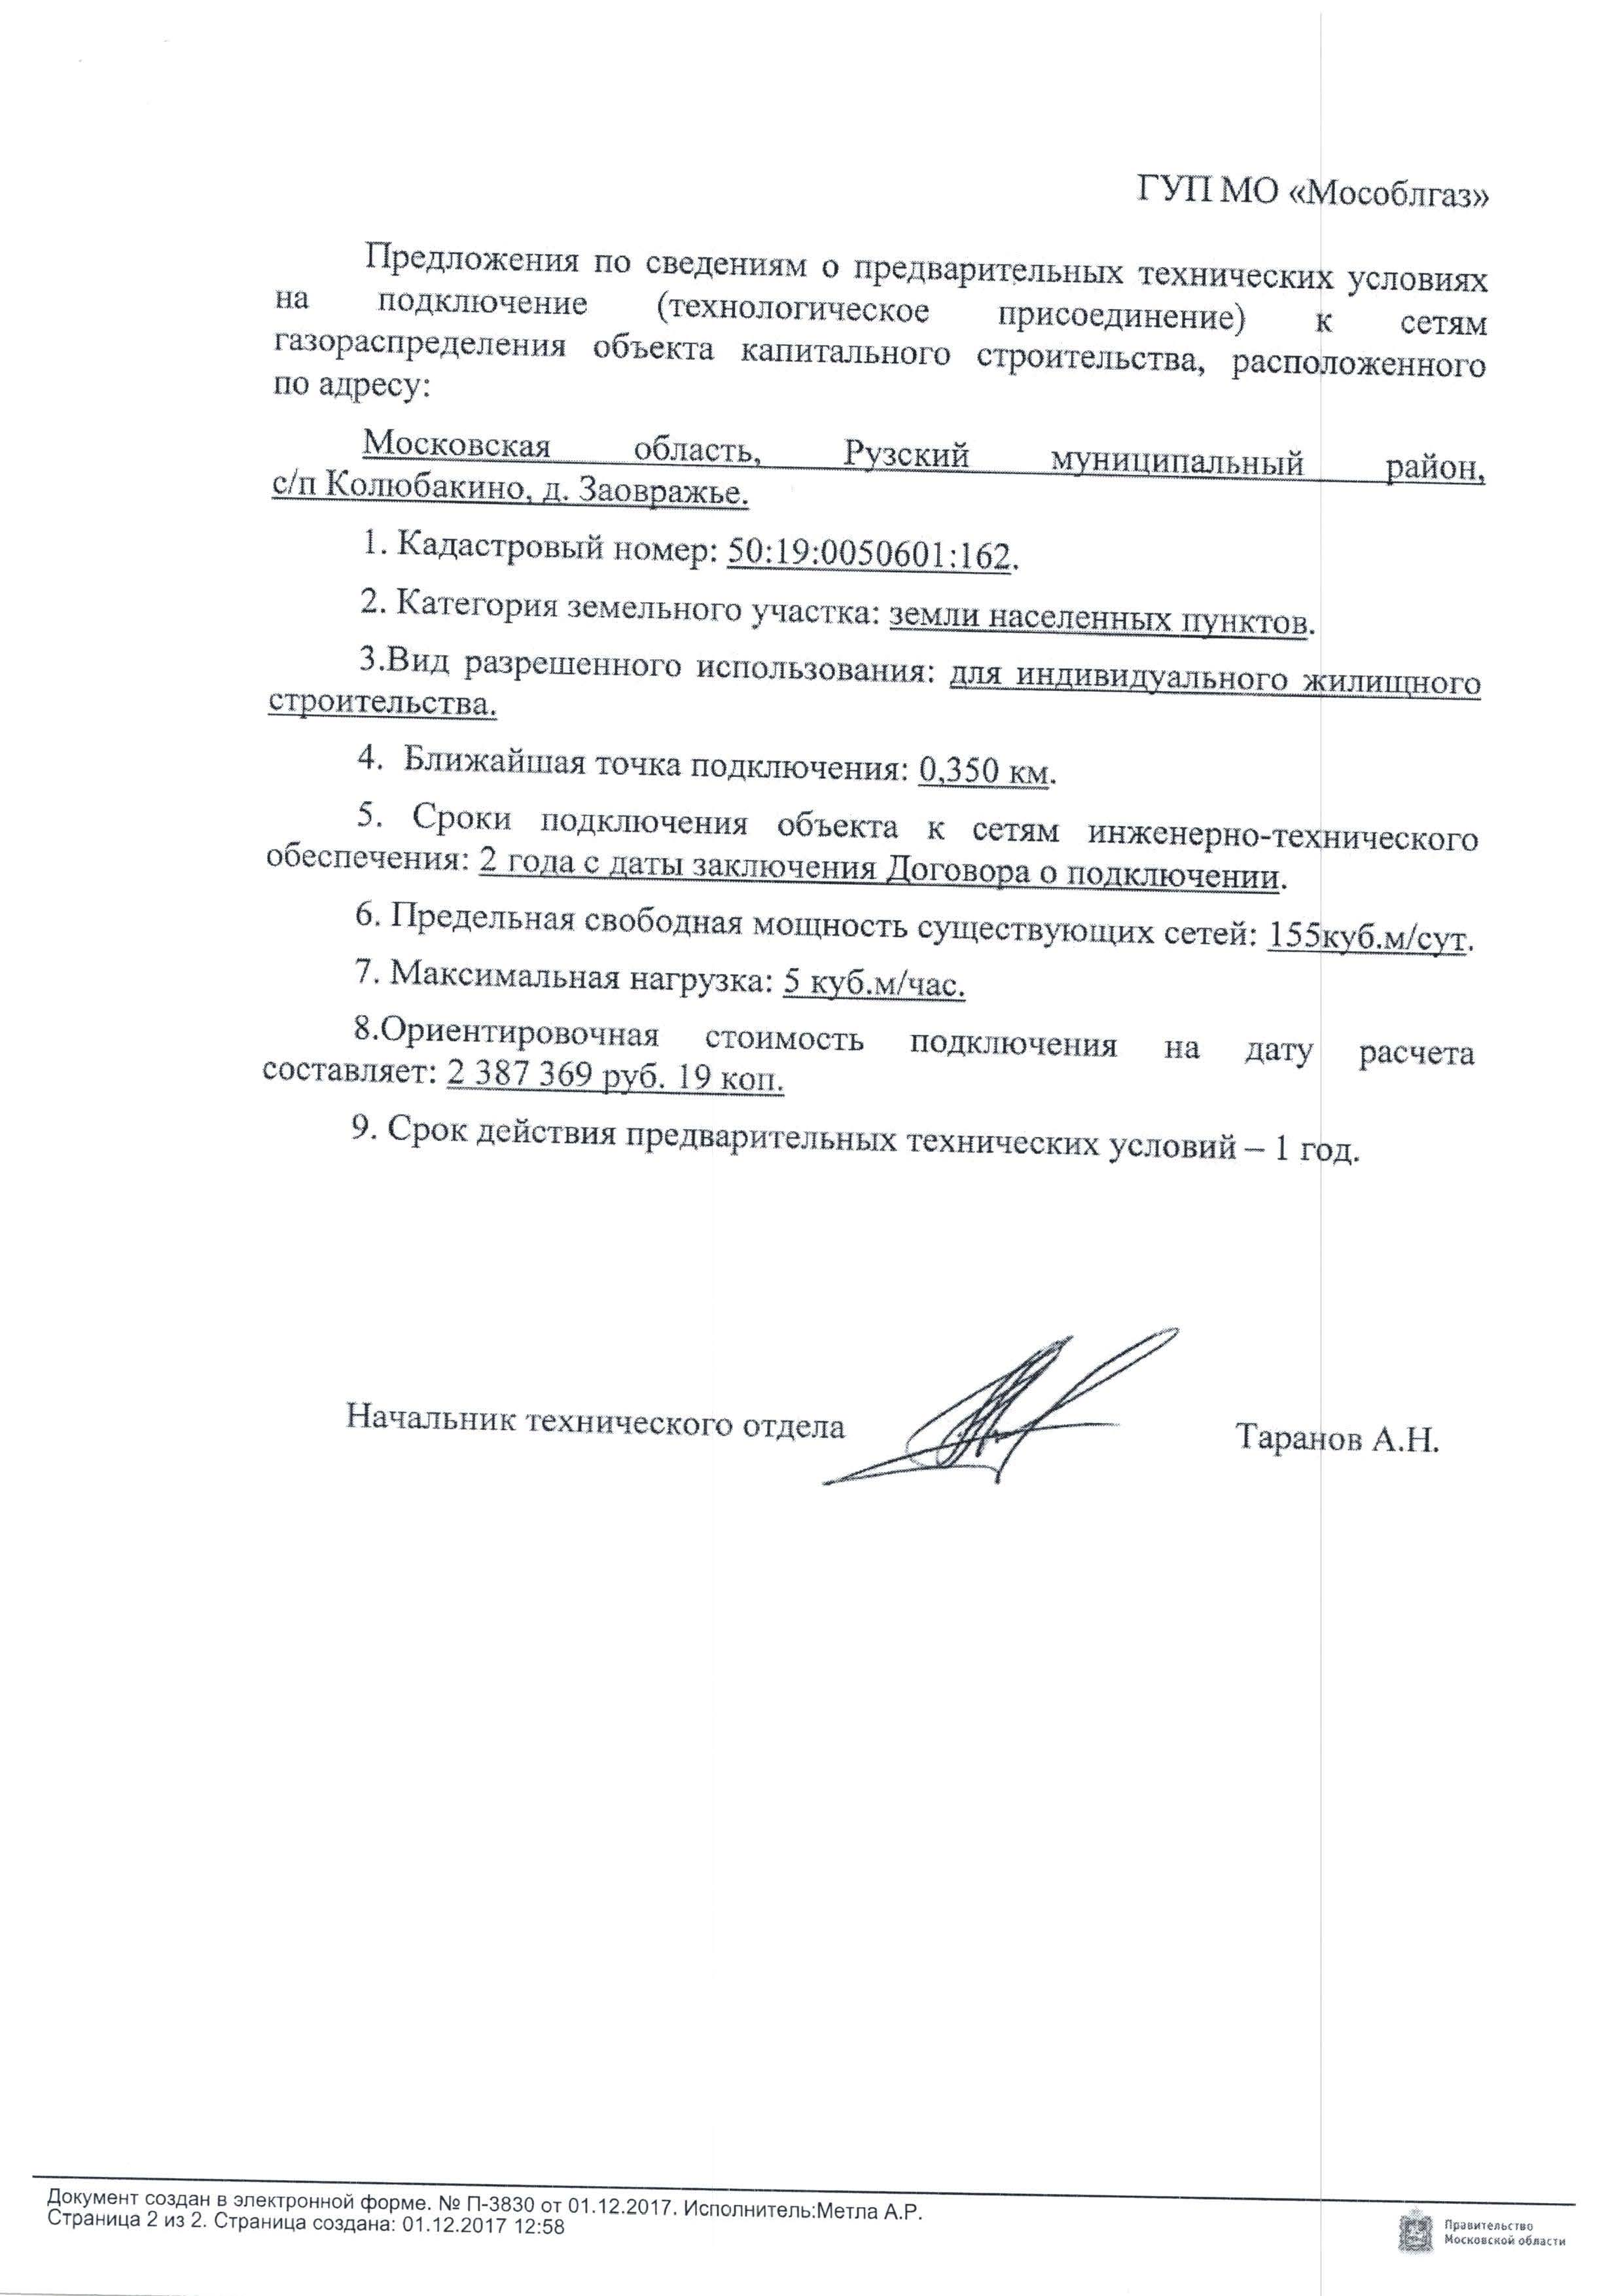 ГУП МО «Мособлгаз»
Предложения по сведениям о предварительных технических условиях
на подключение (технологическое присоединение) к сетям
газораспределения объекта капитального строительства, расположенного
по адресу:
Московская область, Рузский муниципальный район,
с/п Колюбакино, д. Заовражье.
1. Кадастровый номер: 50:19:0050601:162.
2. Категория земельного участка: земли населенных пунктов.
3.Вид разрешенного использования: для индивидуального жилищного
строительства.
4. Ближайшая точка подключения: 0,350 км.
5. Сроки подключения объекта к сетям инженерно-технического
обеспечения: 2 года с даты заключения Договора о подключении.
6. Предельная свободная мощность существующих сетей: 155куб.м/сут.
7. Максимальная нагрузка: 5 куб.м/час.
8.Ориентировочная стоимость подключения на дату расчета
составляет: 2 387 369 руб. 19 коп.
9. Срок действия предварительных технических условий – 1 год.
Начальник технического отдела Таранов А.Н.
Документ создан в электронной форме. № П-3830 от 01.12.2017. Исполнитель:Метла А.Р.
Страница 2 из 2. Страница создана: 01.12.2017 12:58
Правительство
Московской области